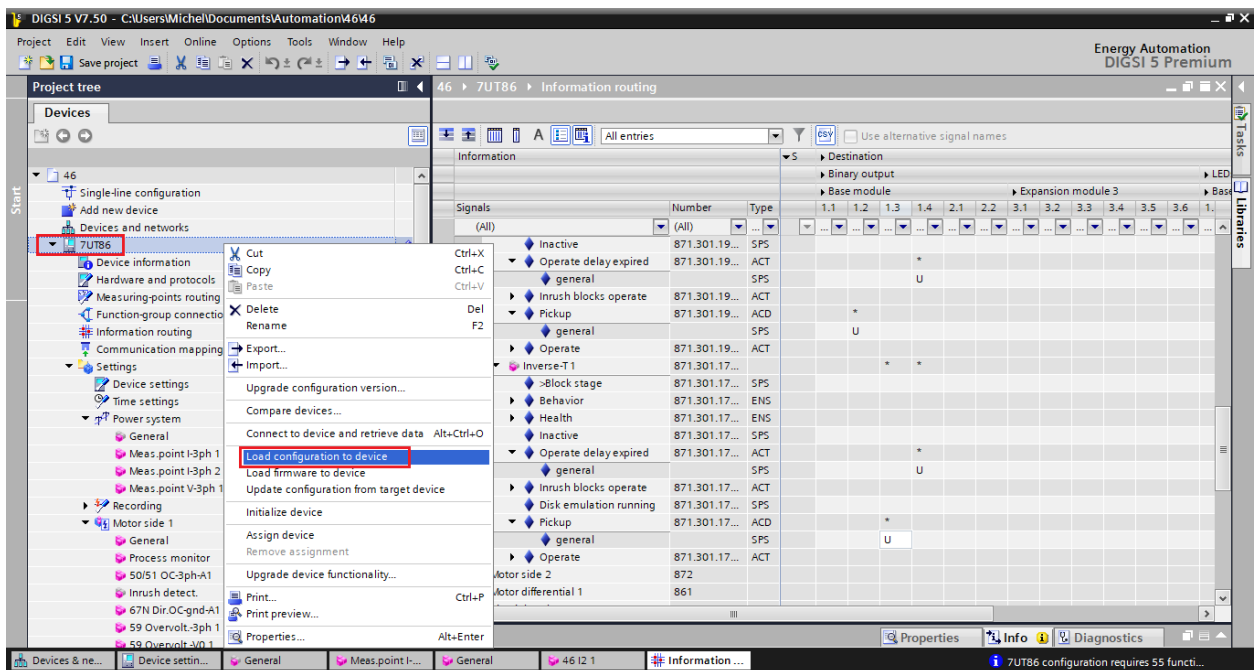 DIGSI 5 V7.50 - C:\Users\Michel\Documents\Automation\46\46
Project Edit View Insert Online Options Tools Window Help
Energy Automation
DIGSI 5 Premium
Save project
Project tree
46 7UT86 Information routing
Devices
All entries
CSV
Use alternative signal names
Start
Tasks
Libraries
46
Single-line configuration
Add new device
Devices and networks
7UT86
Device information
Hardware and protocols
Measuring-points routing
Function-group connectio
Information routing
Communication mapping
Settings
Device settings
Time settings
Power system
General
Meas.point I-3ph 1
Meas.point I-3ph 2
Meas.point V-3ph 1
Recording
Motor side 1
General
Process monitor
50/51 OC-3ph-A1
Inrush detect.
67N Dir.OC-gnd-A1
59 Overvolt.-3ph 1
59 Overvolt.-V0 1
Cut Ctrl+X
Copy Ctrl+C
Paste Ctrl+V
Delete Del
Rename F2
Export...
Import...
Upgrade configuration version...
Compare devices...
Connect to device and retrieve data Alt+Ctrl+O
Load configuration to device
Load firmware to device
Update configuration from target device
Initialize device
Assign device
Remove assignment
Upgrade device functionality...
Print... Ctrl+P
Print preview...
Properties... Alt+Enter
Information S Destination
Binary output LED
Base module Expansion module 3 Base
Signals Number Type 1.1 1.2 1.3 1.4 2.1 2.2 3.1 3.2 3.3 3.4 3.5 3.6 1.
(All) (All) ... ... ... ... ... ... ... ... ... ... ... ... ...
Inactive 871.301.19... SPS
Operate delay expired 871.301.19... ACT *
general SPS U
Inrush blocks operate 871.301.19... ACT
Pickup 871.301.19... ACD *
general SPS U
Operate 871.301.19... ACT
Inverse-T1 871.301.17... * *
>Block stage 871.301.17... SPS
Behavior 871.301.17... ENS
Health 871.301.17... ENS
Inactive 871.301.17... SPS
Operate delay expired 871.301.17... ACT *
general SPS U
Inrush blocks operate 871.301.17... ACT
Disk emulation running 871.301.17... SPS
Pickup 871.301.17... ACD *
general SPS U
Operate 871.301.17... ACT
Motor side 2 872
Motor differential 1 861
Properties Info Diagnostics
Devices & ne... Device settin... General Meas.point I-... General 46 I2 1 Information ... 7UT86 configuration requires 55 functi...